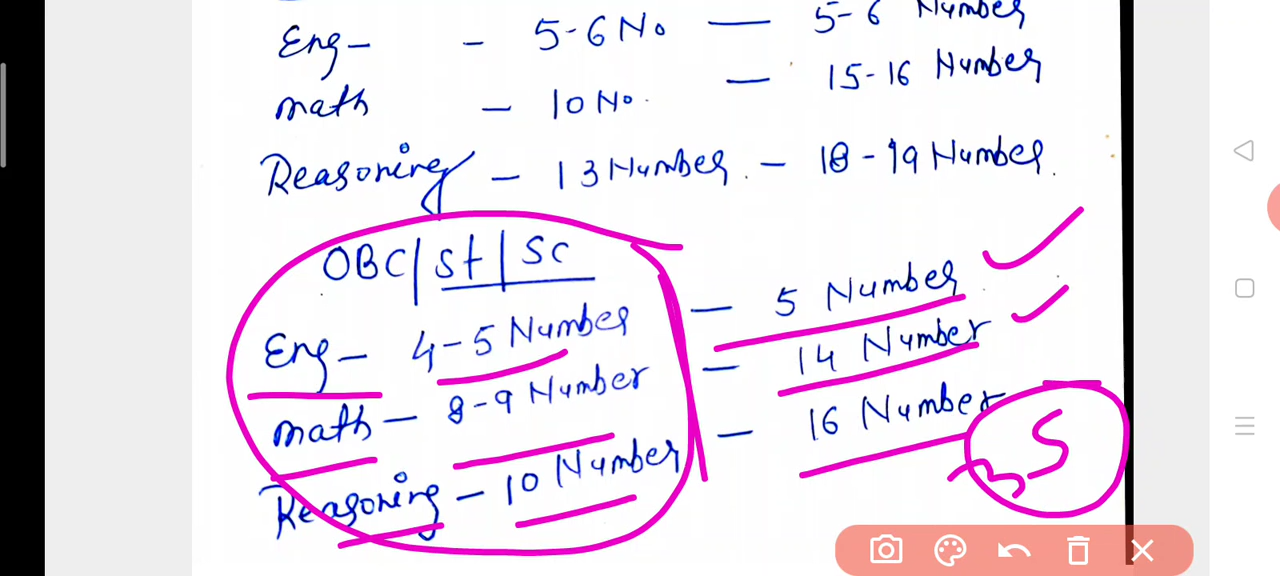 Eng- - 5-6 No — 5-6 Number
math - 10 No. — 15-16 Number
Reasoning - 13 Number. - 18-19 Number.
OBC/St/Sc
Eng- 4-5 Number — 5 Number
math - 8-9 Number — 14 Number
Reasoning - 10 Number — 16 Number
35